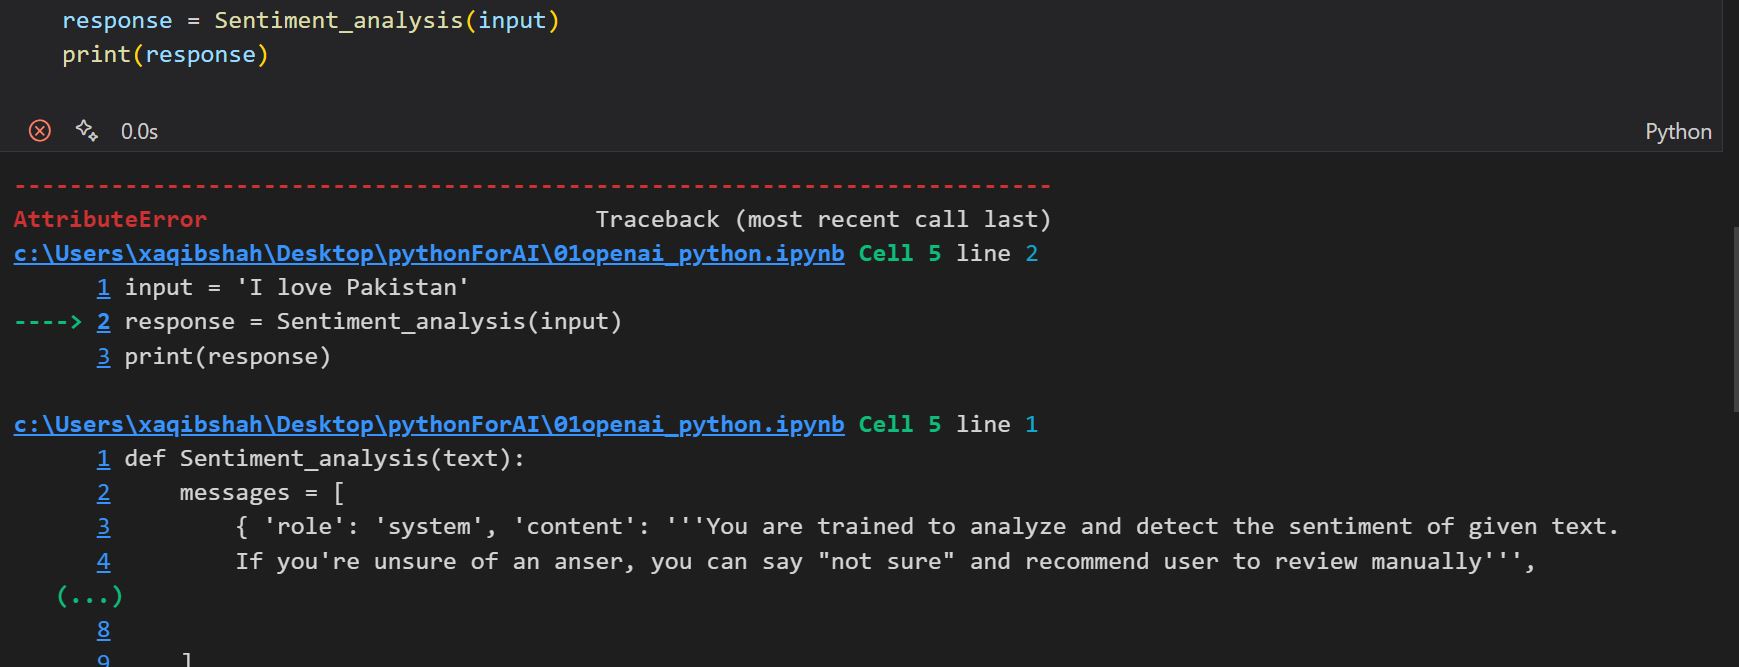 response = Sentiment_analysis(input)
print(response)
0.0s
Python
---------------------------------------------------------------------------
AttributeError                            Traceback (most recent call last)
c:\Users\xaqibshah\Desktop\pythonForAI\01openai_python.ipynb Cell 5 line 2
      1 input = 'I love Pakistan'
----> 2 response = Sentiment_analysis(input)
      3 print(response)
c:\Users\xaqibshah\Desktop\pythonForAI\01openai_python.ipynb Cell 5 line 1
      1 def Sentiment_analysis(text):
      2     messages = [
      3         { 'role': 'system', 'content': '''You are trained to analyze and detect the sentiment of given text.
      4         If you're unsure of an anser, you can say "not sure" and recommend user to review manually''',
   (...)
      8
      9     ]